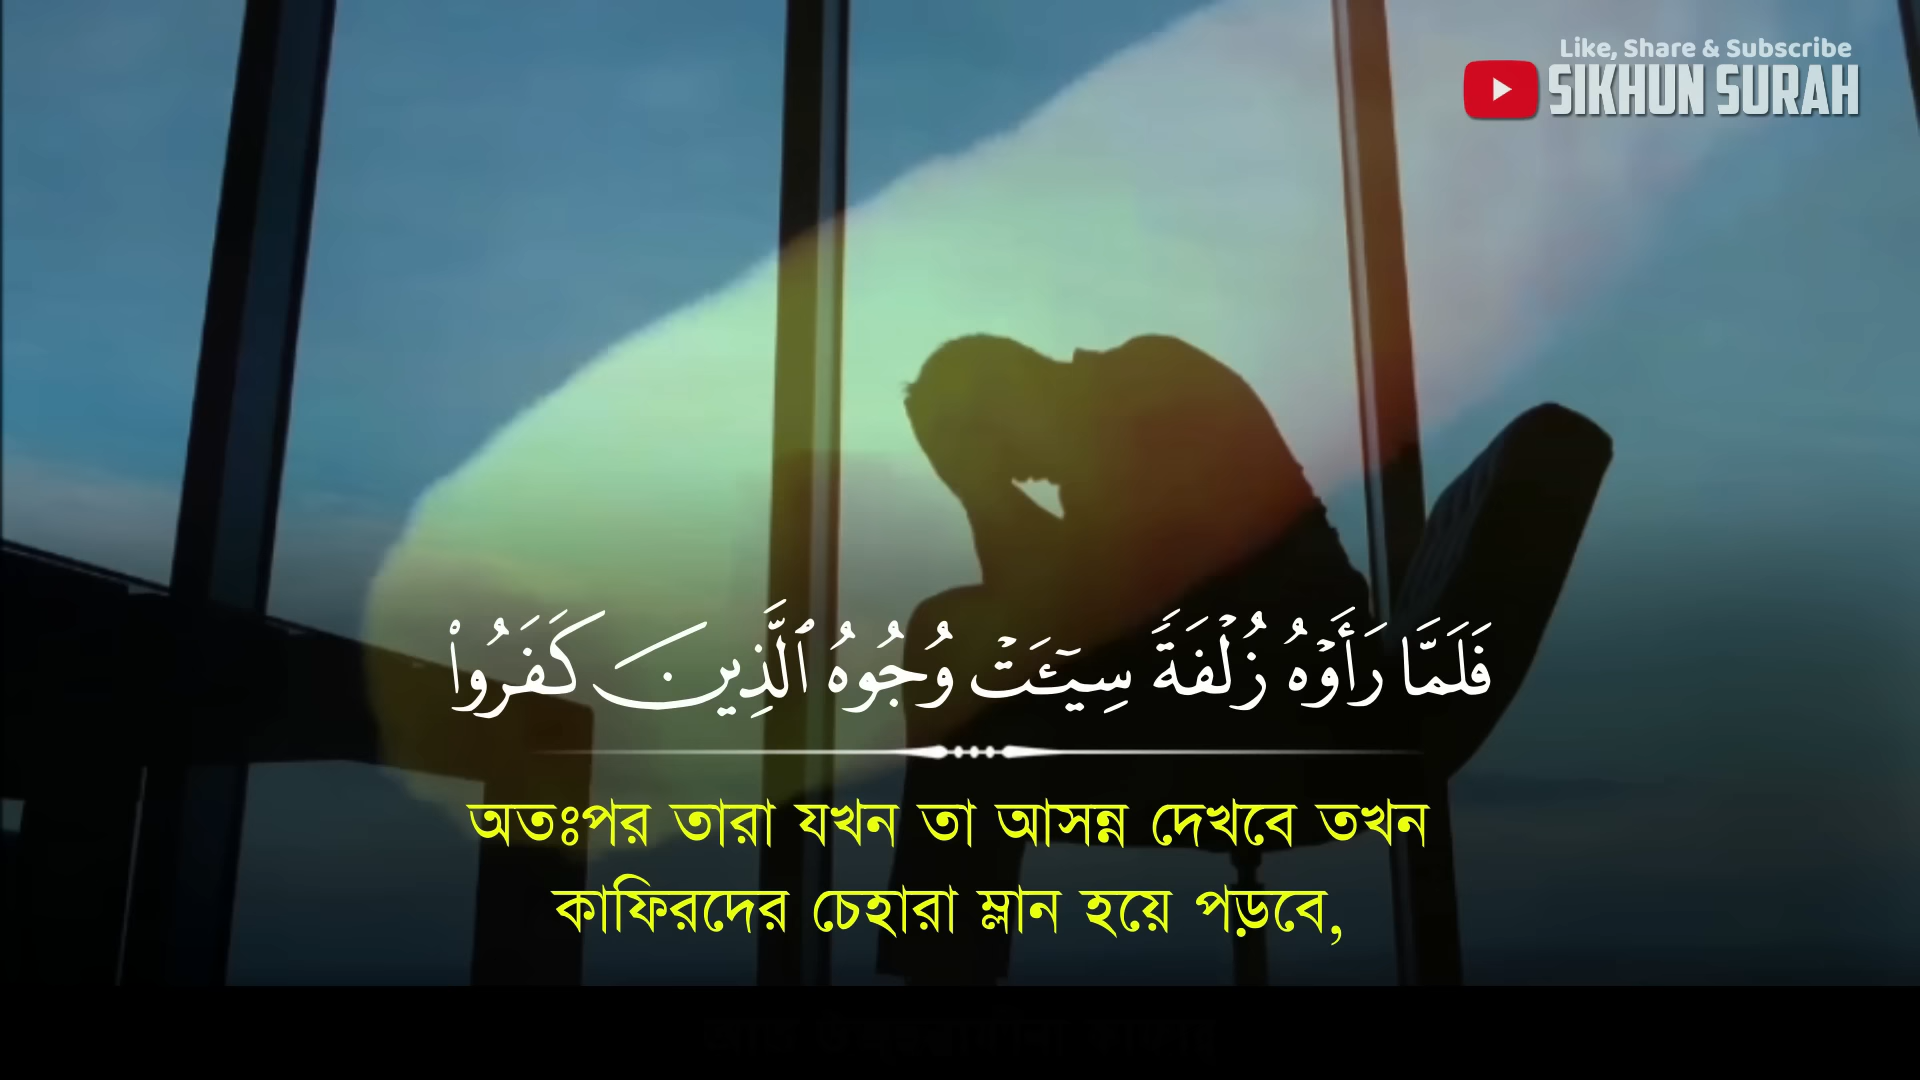 Like, Share & Subscribe
SIKHUN SURAH
فَلَمَّا رَأَوْهُ زُلْفَةً سِيٓـَٔتْ وُجُوهُ ٱلَّذِينَ كَفَرُوا۟
অতঃপর তারা যখন তা আসন্ন দেখবে তখন
কাফিরদের চেহারা ম্লান হয়ে পড়বে,